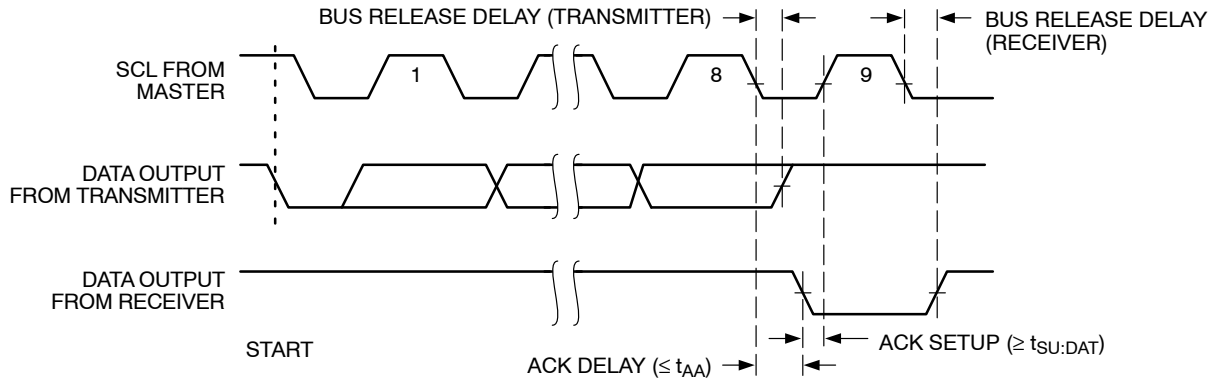 BUS RELEASE DELAY (TRANSMITTER)
BUS RELEASE DELAY
(RECEIVER)
SCL FROM
MASTER
1
8
9
DATA OUTPUT
FROM TRANSMITTER
DATA OUTPUT
FROM RECEIVER
START
ACK SETUP (≥ tSU:DAT)
ACK DELAY (≤ tAA)